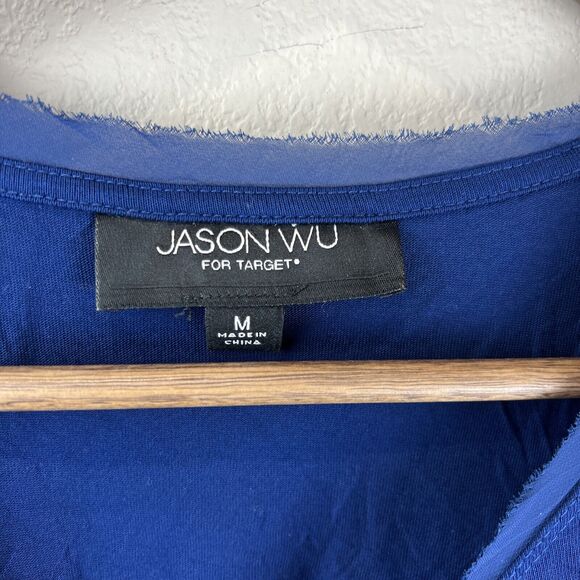 JASON WU
FOR TARGET®
M
MADE IN
CHINA